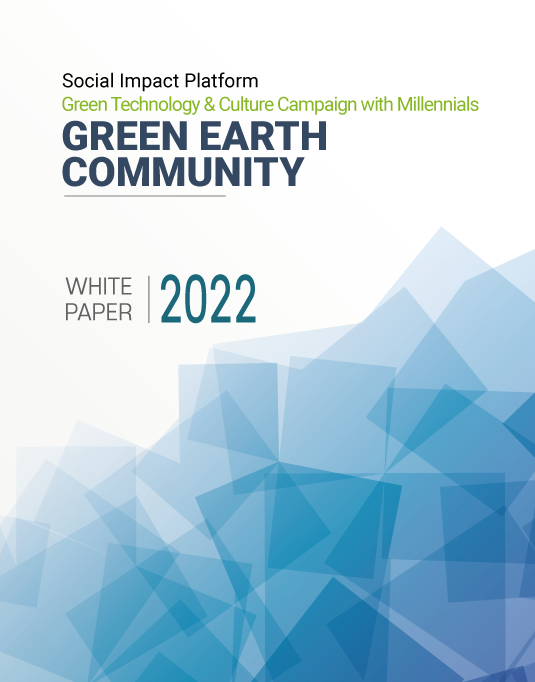 Social Impact Platform
Green Technology & Culture Campaign with Millennials
GREEN EARTH
COMMUNITY
WHITE
PAPER
2022